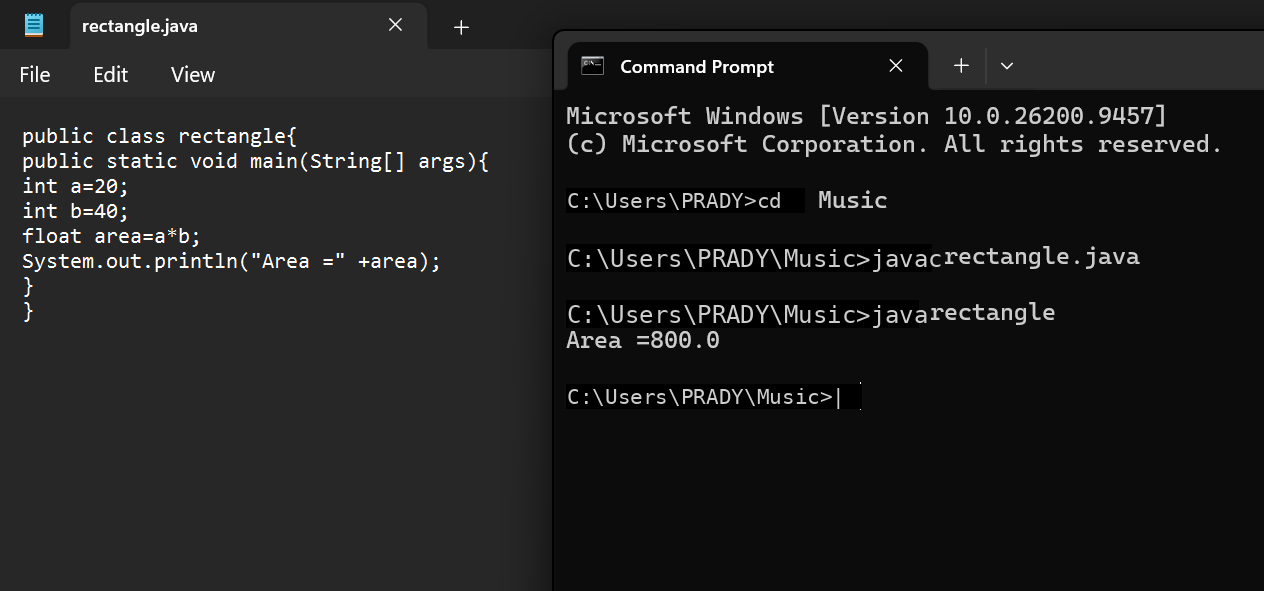 rectangle.java
File Edit View
public class rectangle{
public static void main(String[] args){
int a=20;
int b=40;
float area=a*b;
System.out.println("Area =" +area);
}
}
Command Prompt
Microsoft Windows [Version 10.0.26200.9457]
(c) Microsoft Corporation. All rights reserved.
C:\Users\PRADY>cd Music
C:\Users\PRADY\Music>javac rectangle.java
C:\Users\PRADY\Music>java rectangle
Area =800.0
C:\Users\PRADY\Music>|